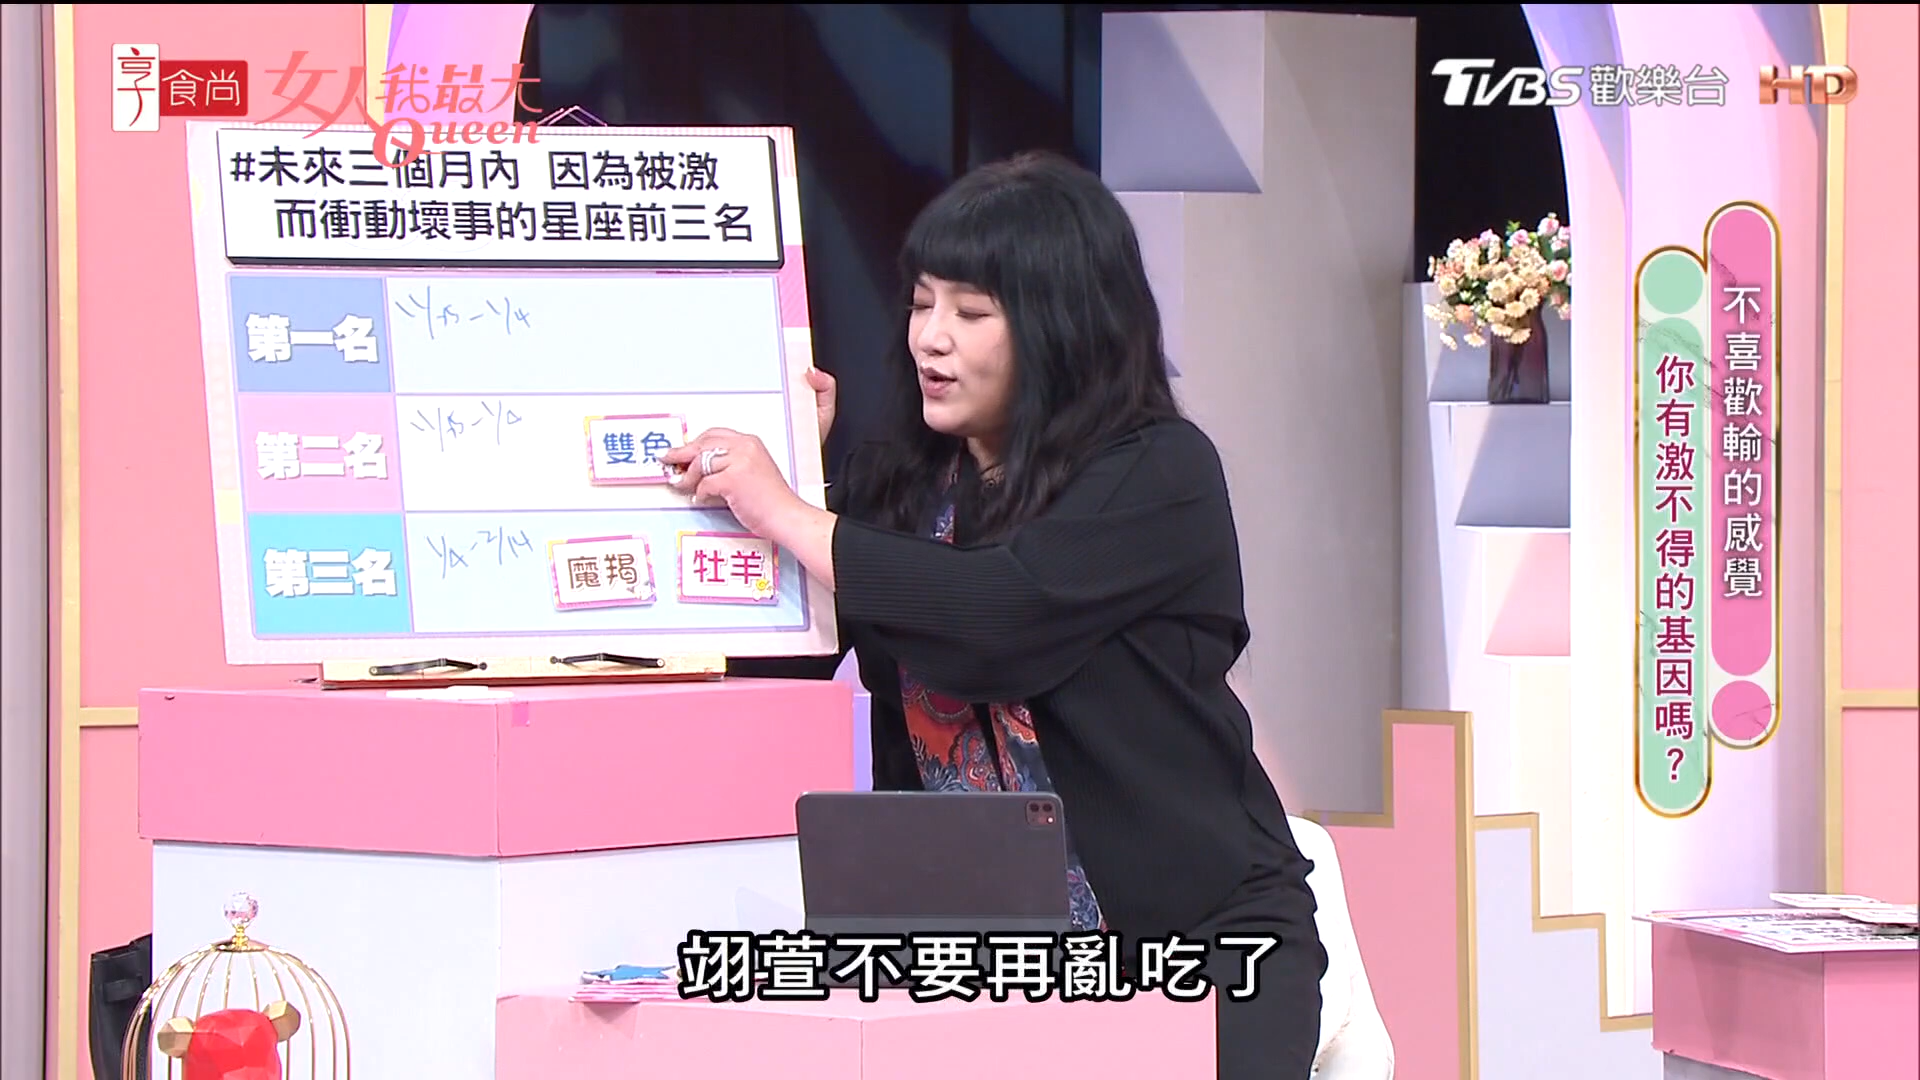 享食尚
女人我最大
Queen
TVBS歡樂台 HD
#未來三個月內 因為被激
而衝動壞事的星座前三名
第一名
第二名
雙魚
第三名
1/4-2/14
魔羯
牡羊
不喜歡輸的感覺
你有激不得的基因嗎?
翊萱不要再亂吃了